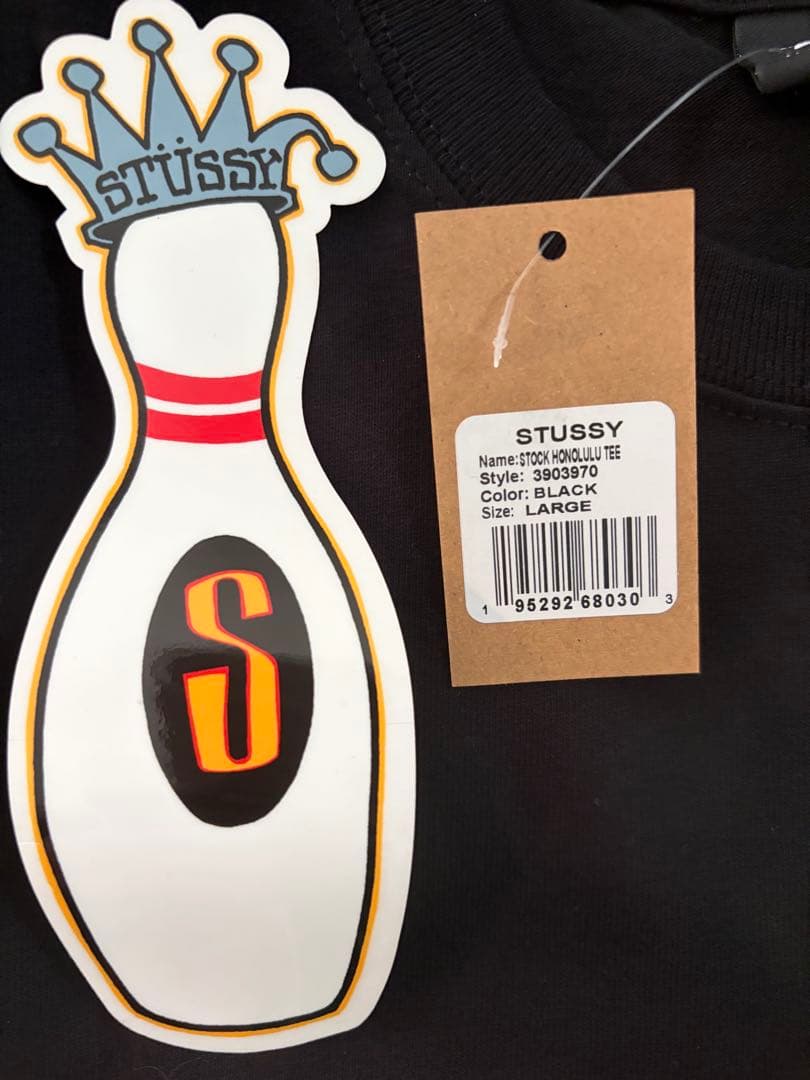 STÜSSY
S
STUSSY
Name:STOCK HONOLULU TEE
Style: 3903970
Color: BLACK
Size: LARGE
1 95292 68030 3